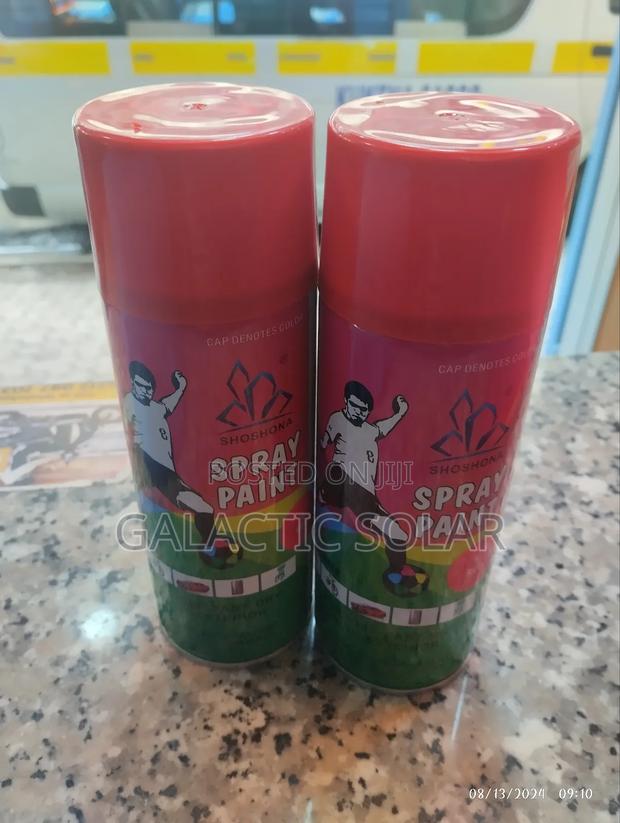 CAP DENOTES COLOR
SHOSHONA
SPRAY
PAINT
CAP DENOTES COLOR
SHOSHONA
SPRAY
PAINT
POSTED ON JIJI
GALACTIC SOLAR
08/13/2024 09:10